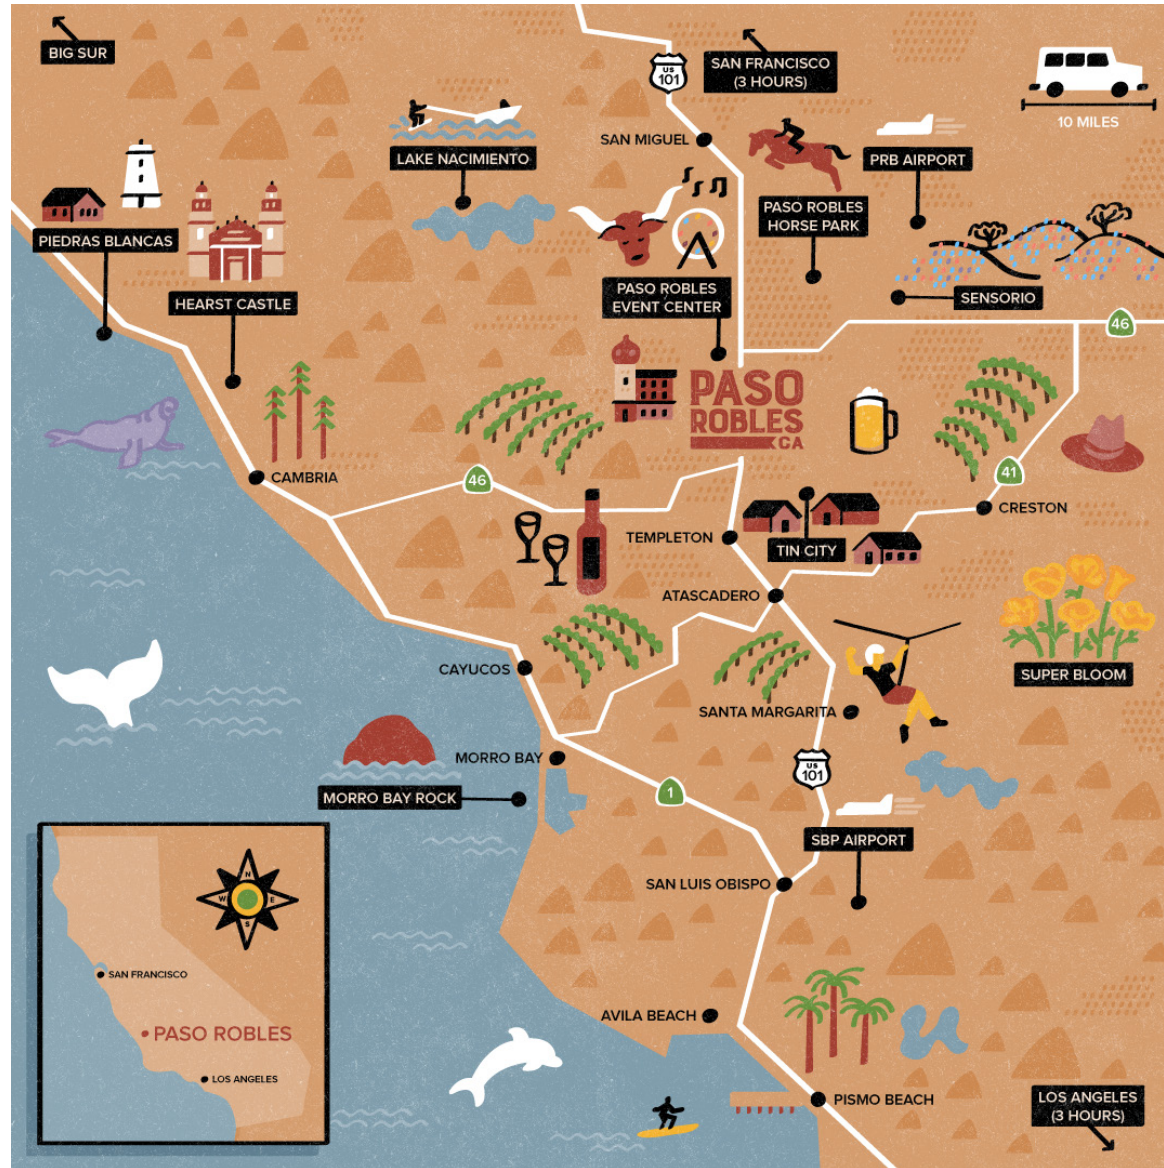 BIG SUR
US
101
SAN FRANCISCO
(3 HOURS)
10 MILES
SAN MIGUEL
LAKE NACIMIENTO
PRB AIRPORT
PASO ROBLES
HORSE PARK
PIEDRAS BLANCAS
HEARST CASTLE
PASO ROBLES
EVENT CENTER
SENSORIO
46
PASO
ROBLES
CA
CAMBRIA
46
41
CRESTON
TEMPLETON
TIN CITY
ATASCADERO
CAYUCOS
SUPER BLOOM
SANTA MARGARITA
MORRO BAY
US
101
MORRO BAY ROCK
1
SBP AIRPORT
SAN LUIS OBISPO
N
W
E
S
SAN FRANCISCO
PASO ROBLES
LOS ANGELES
AVILA BEACH
PISMO BEACH
LOS ANGELES
(3 HOURS)